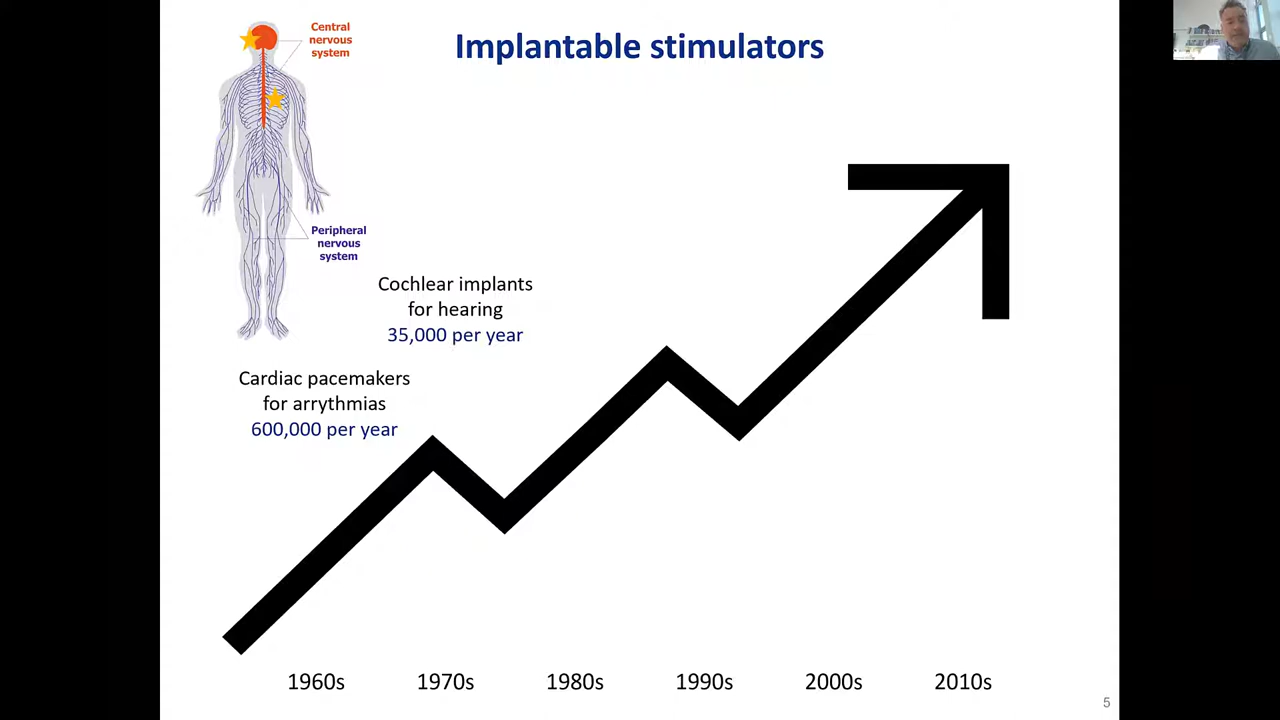 Central
nervous
system
Implantable stimulators
Peripheral
nervous
system
Cochlear implants
for hearing
35,000 per year
Cardiac pacemakers
for arrythmias
600,000 per year
1960s
1970s
1980s
1990s
2000s
2010s
5